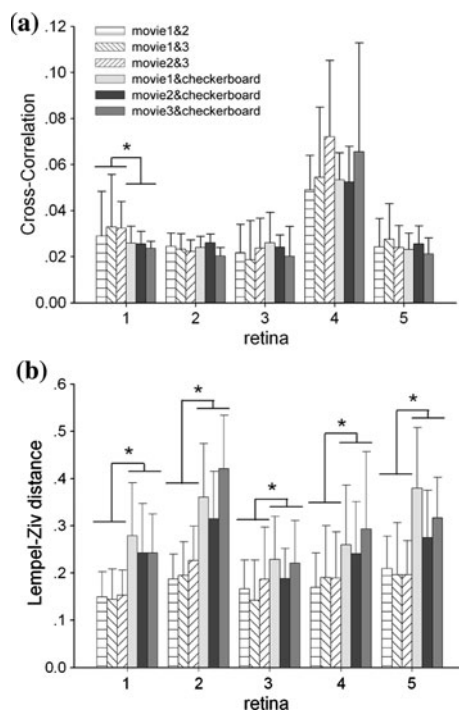 (a)
.12
.10
.08
.06
.04
.02
0.00
Cross-Correlation
movie1&2
movie1&3
movie2&3
movie1&checkerboard
movie2&checkerboard
movie3&checkerboard
*
1 2 3 4 5
retina
(b)
.6
.5
.4
.3
.2
.1
0.0
Lempel-Ziv distance
* * * * *
1 2 3 4 5
retina